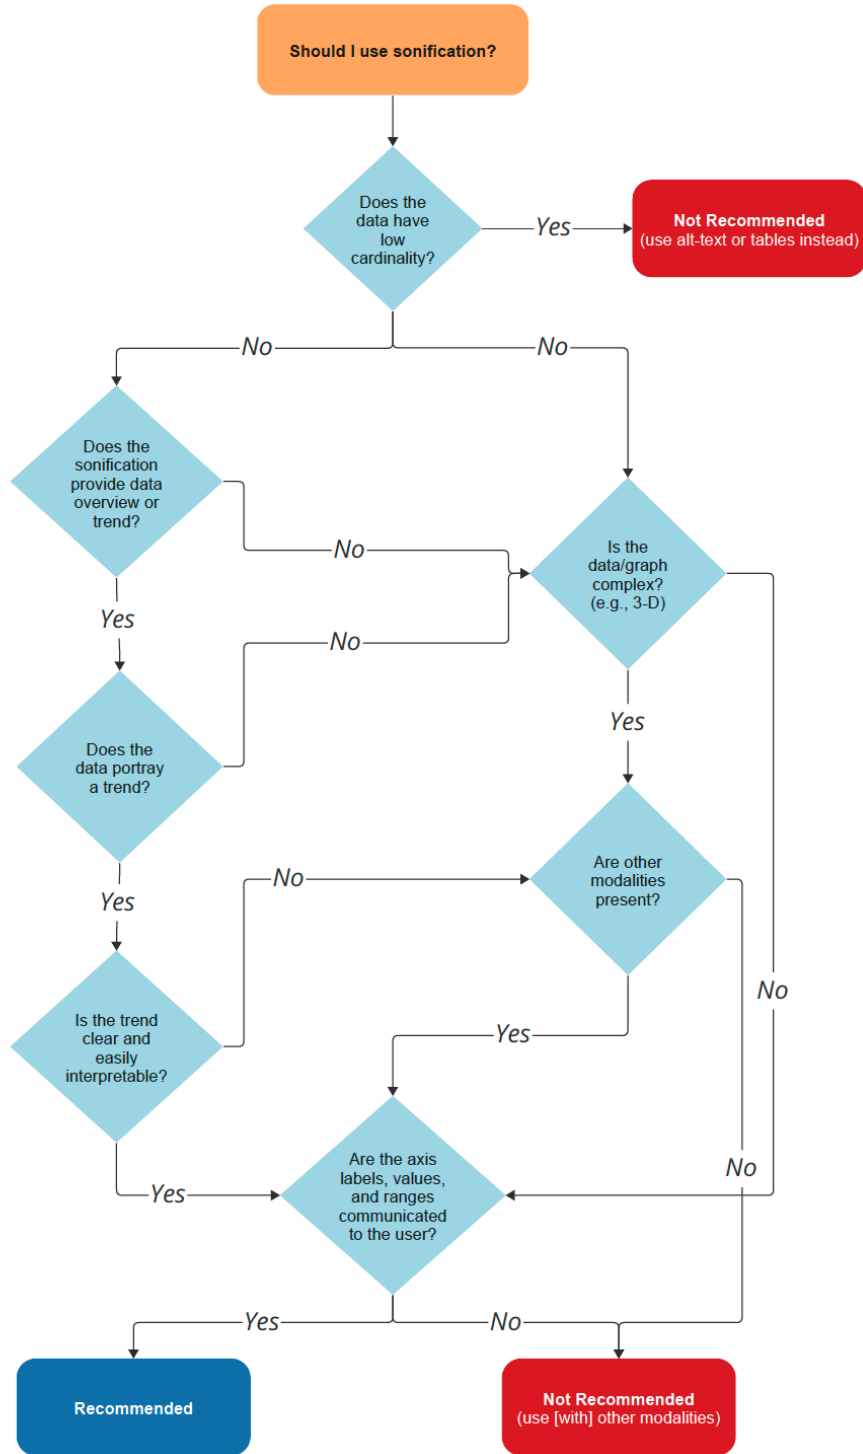 Should I use sonification?
Does the
data have
low
cardinality?
Yes
Not Recommended
(use alt-text or tables instead)
No
No
Does the
sonification
provide data
overview or
trend?
No
Is the
data/graph
complex?
(e.g., 3-D)
Yes
No
Does the
data portray
a trend?
Yes
Yes
No
Are other
modalities
present?
Is the trend
clear and
easily
interpretable?
No
Yes
Are the axis
labels, values,
and ranges
communicated
to the user?
Yes
No
Yes
No
Recommended
Not Recommended
(use [with] other modalities)